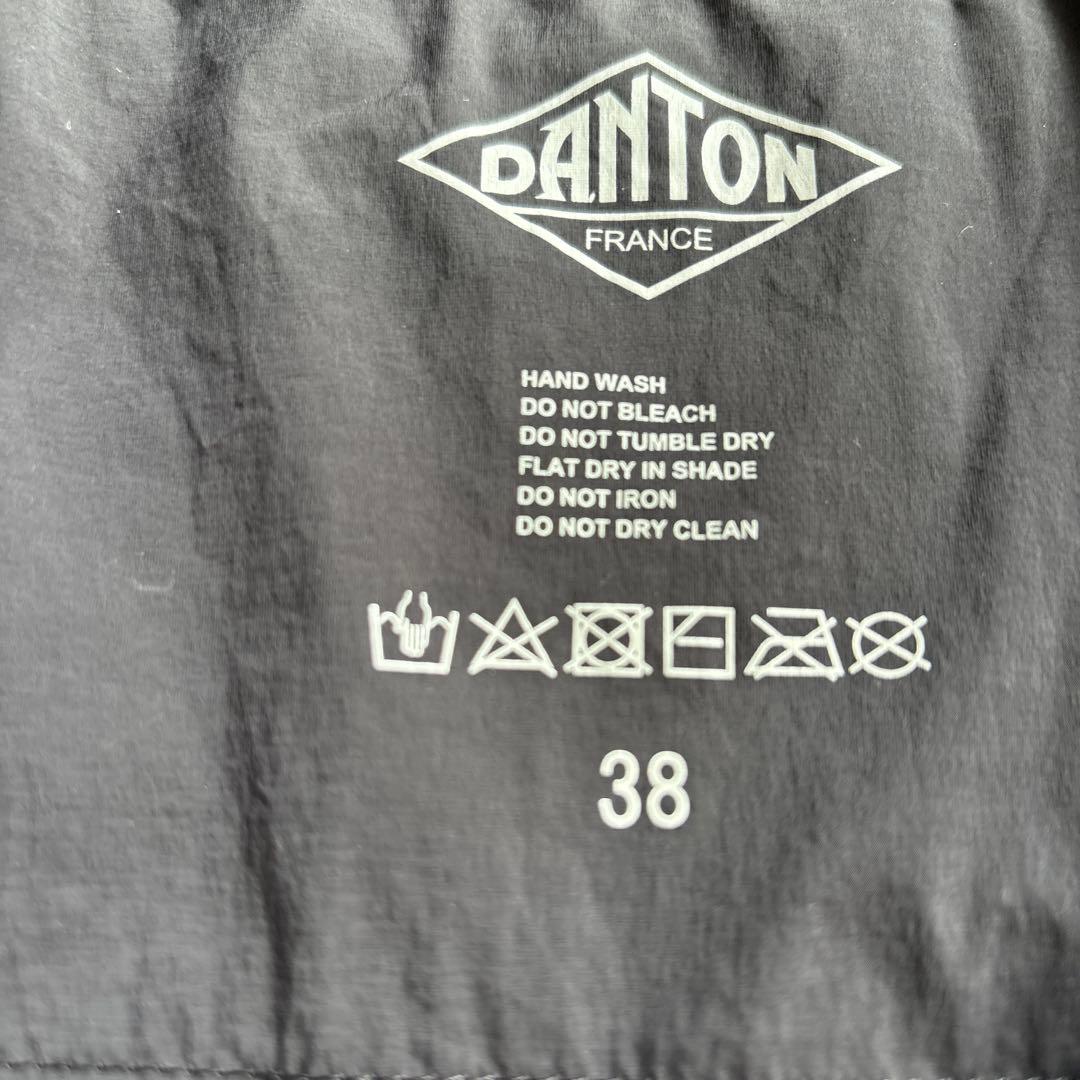 DANTON
FRANCE
HAND WASH
DO NOT BLEACH
DO NOT TUMBLE DRY
FLAT DRY IN SHADE
DO NOT IRON
DO NOT DRY CLEAN
38